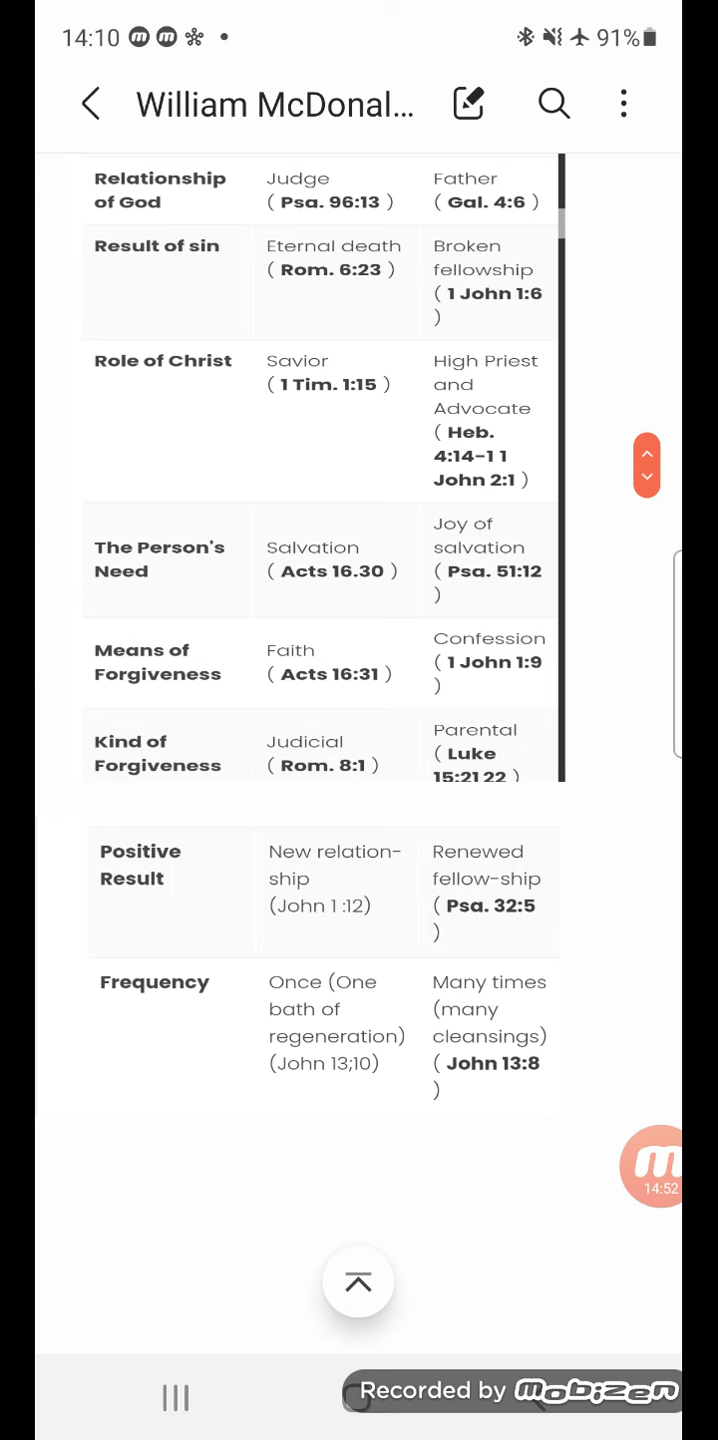 14:10
91%
William McDonal...
Relationship of God
Judge
( Psa. 96:13 )
Father
( Gal. 4:6 )
Result of sin
Eternal death
( Rom. 6:23 )
Broken
fellowship
( 1 John 1:6
)
Role of Christ
Savior
( 1 Tim. 1:15 )
High Priest
and
Advocate
( Heb.
4:14-1 1
John 2:1 )
The Person's
Need
Salvation
( Acts 16.30 )
Joy of
salvation
( Psa. 51:12
)
Means of
Forgiveness
Faith
( Acts 16:31 )
Confession
( 1 John 1:9
)
Kind of
Forgiveness
Judicial
( Rom. 8:1 )
Parental
( Luke
15:21 22 )
Positive
Result
New relation-
ship
(John 1 :12)
Renewed
fellow-ship
( Psa. 32:5
)
Frequency
Once (One
bath of
regeneration)
(John 13;10)
Many times
(many
cleansings)
( John 13:8
)
14:52
Recorded by mobizen